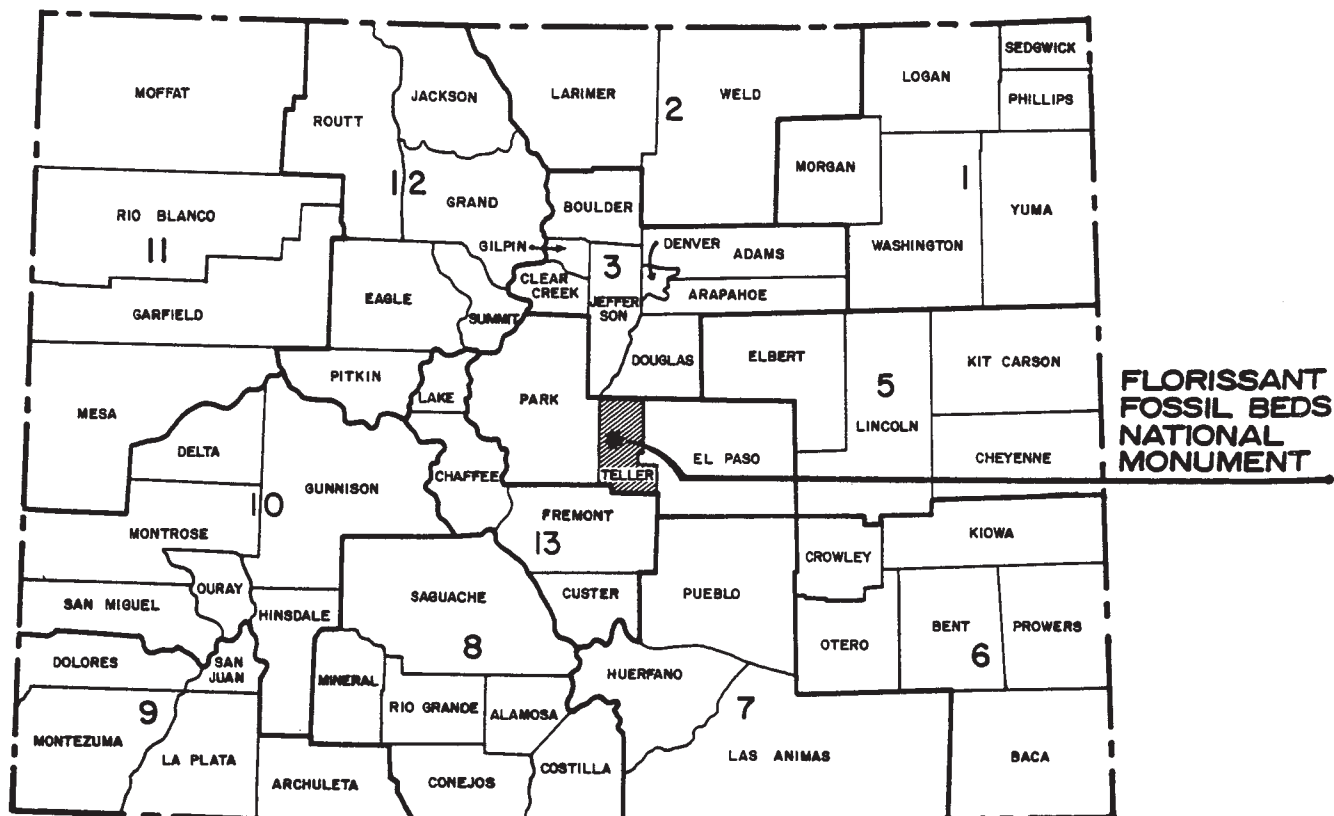 MOFFAT
ROUTT
JACKSON
LARIMER
2
WELD
LOGAN
SEDGWICK
PHILLIPS
MORGAN
1
YUMA
WASHINGTON
12
GRAND
BOULDER
RIO BLANCO
11
GILPIN
DENVER
ADAMS
3
CLEAR
CREEK
JEFFER
SON
ARAPAHOE
EAGLE
SUMMIT
GARFIELD
DOUGLAS
ELBERT
5
KIT CARSON
PITKIN
LAKE
PARK
MESA
LINCOLN
FLORISSANT
FOSSIL BEDS
NATIONAL
MONUMENT
DELTA
GUNNISON
CHAFFEE
TELLER
EL PASO
CHEYENNE
10
MONTROSE
FREMONT
13
CROWLEY
KIOWA
OURAY
SAN MIGUEL
HINSDALE
SAGUACHE
CUSTER
PUEBLO
8
OTERO
BENT
6
PROWERS
DOLORES
SAN
JUAN
MINERAL
HUERFANO
9
RIO GRANDE
ALAMOSA
7
MONTEZUMA
LA PLATA
ARCHULETA
CONEJOS
COSTILLA
LAS ANIMAS
BACA